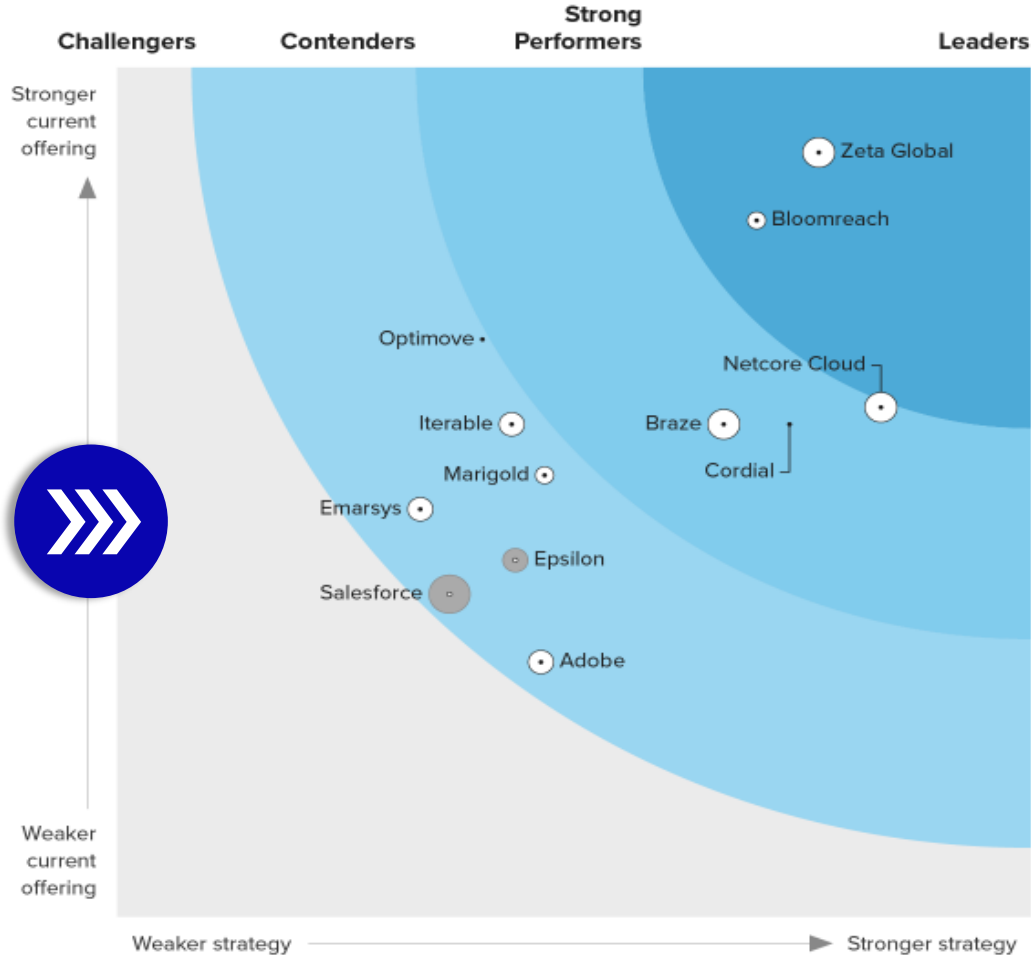 Challengers
Contenders
Strong
Performers
Leaders
Stronger
current
offering
Zeta Global
Bloomreach
Optimove
Netcore Cloud
Iterable
Braze
Cordial
Marigold
Emarsys
Epsilon
Salesforce
Adobe
Weaker
current
offering
Weaker strategy
Stronger strategy